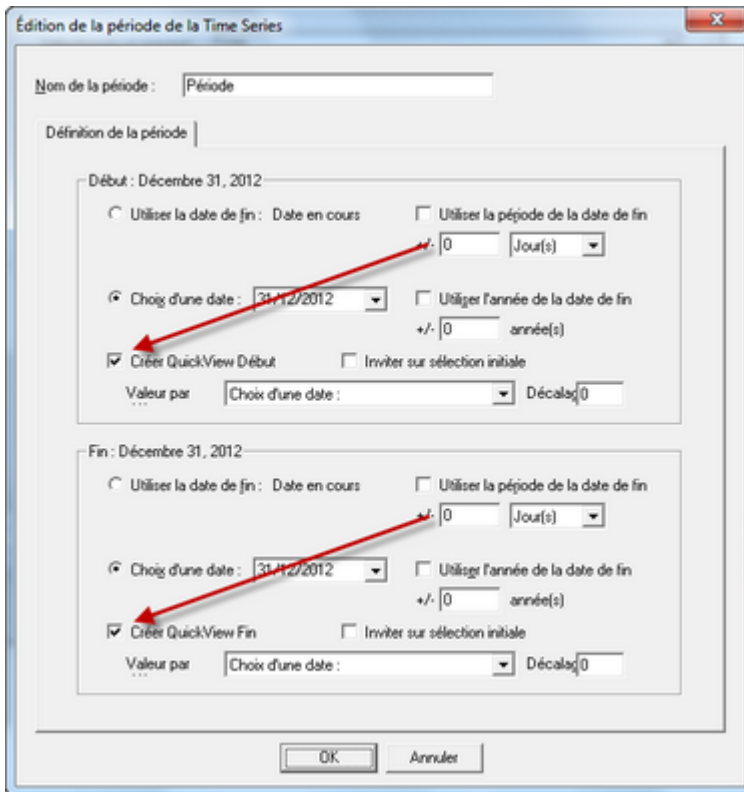 Édition de la période de la Time Series
Nom de la période : Période
Définition de la période
Début : Décembre 31, 2012
Utiliser la date de fin : Date en cours Utiliser la période de la date de fin
+/- 0 Jour(s)
Choix d'une date : 31/12/2012 Utiliser l'année de la date de fin
+/- 0 année(s)
Créer QuickView Début Inviter sur sélection initiale
Valeur par Choix d'une date : Décalag 0
Fin : Décembre 31, 2012
Utiliser la date de fin : Date en cours Utiliser la période de la date de fin
+/- 0 Jour(s)
Choix d'une date : 31/12/2012 Utiliser l'année de la date de fin
+/- 0 année(s)
Créer QuickView Fin Inviter sur sélection initiale
Valeur par Choix d'une date : Décalag 0
OK Annuler